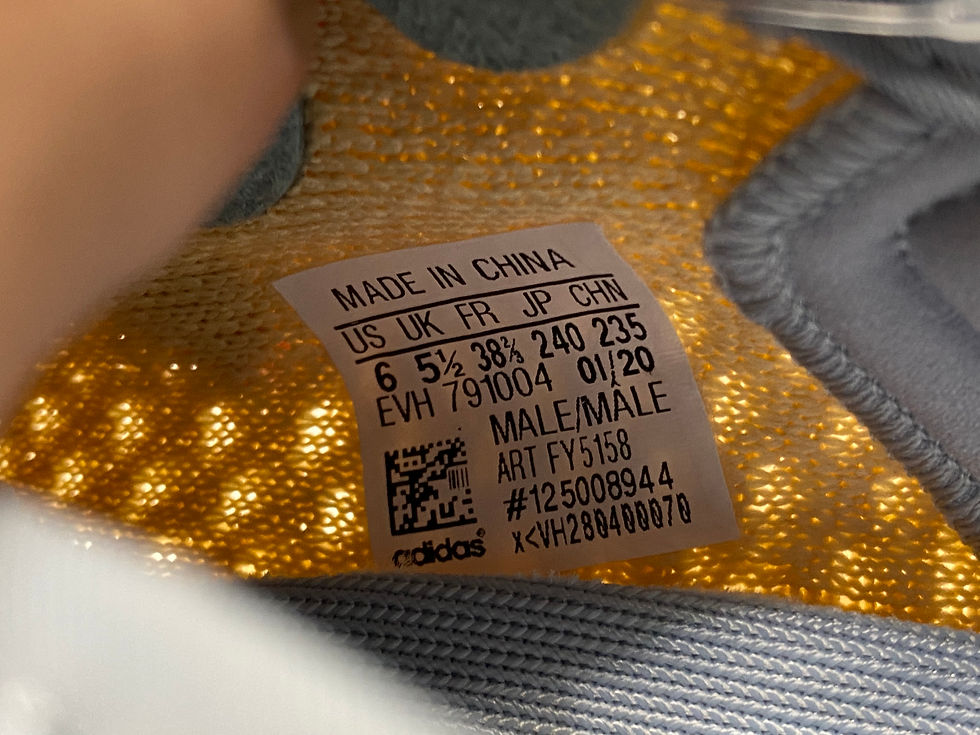 MADE IN CHINA
US UK FR JP CHN
6 5½ 38⅔ 240 235
EVH 791004 01/20
MALE/MÂLE
ART FY5158
#125008944
x<VH280400070
adidas®